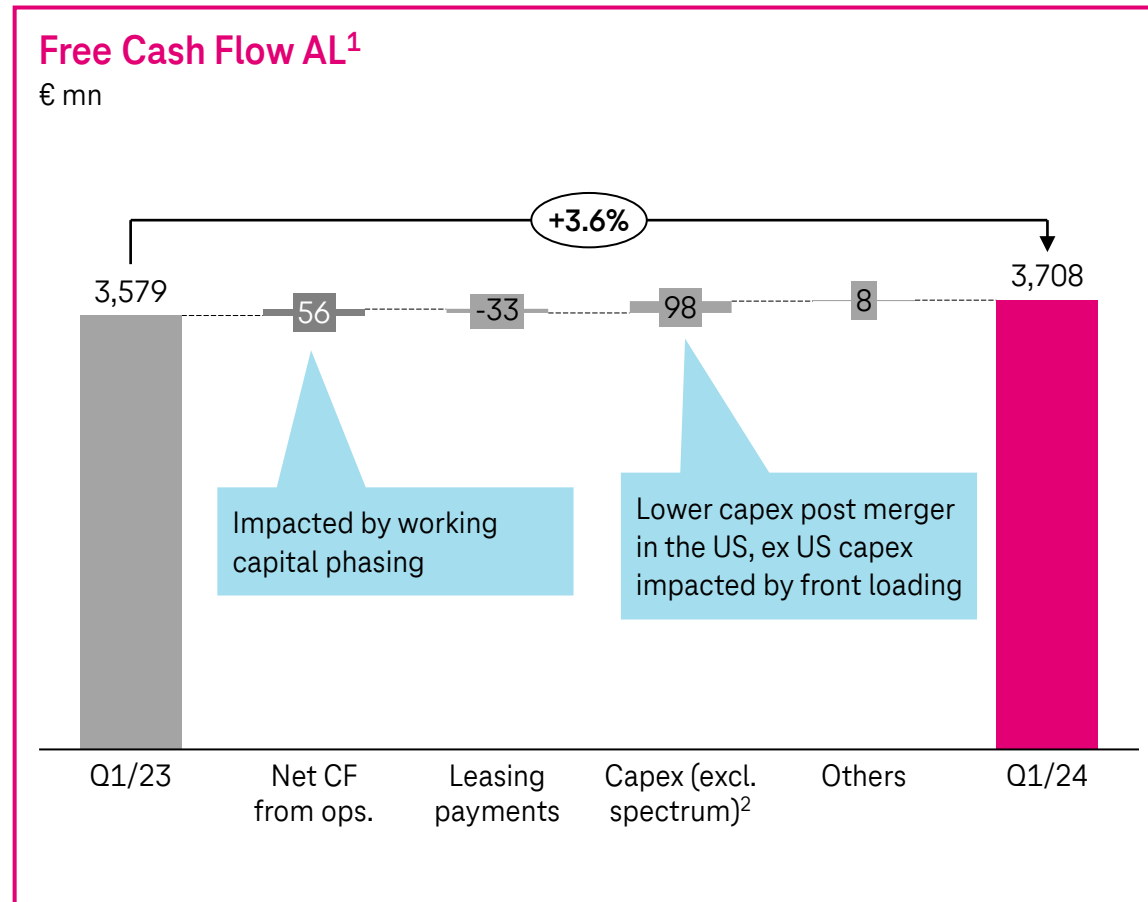 Free Cash Flow AL1
€ mn
+3.6%
3,579
56
-33
98
8
3,708
Impacted by working
capital phasing
Lower capex post merger
in the US, ex US capex
impacted by front loading
Q1/23
Net CF
from ops.
Leasing
payments
Capex (excl.
spectrum)2
Others
Q1/24